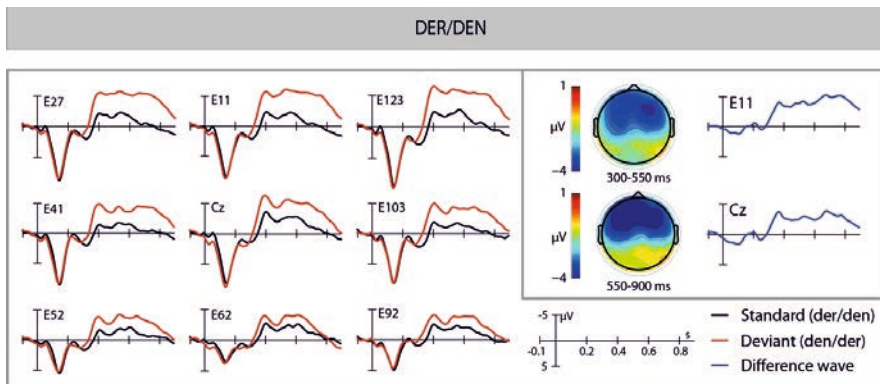 DER/DEN
E27
E11
E123
E41
Cz
E103
E52
E62
E92
1
μV
-4
300-550 ms
E11
1
μV
-4
550-900 ms
Cz
-5 μV
s
-0.1 0.2 0.4 0.6 0.8
5
Standard (der/den)
Deviant (den/der)
Difference wave